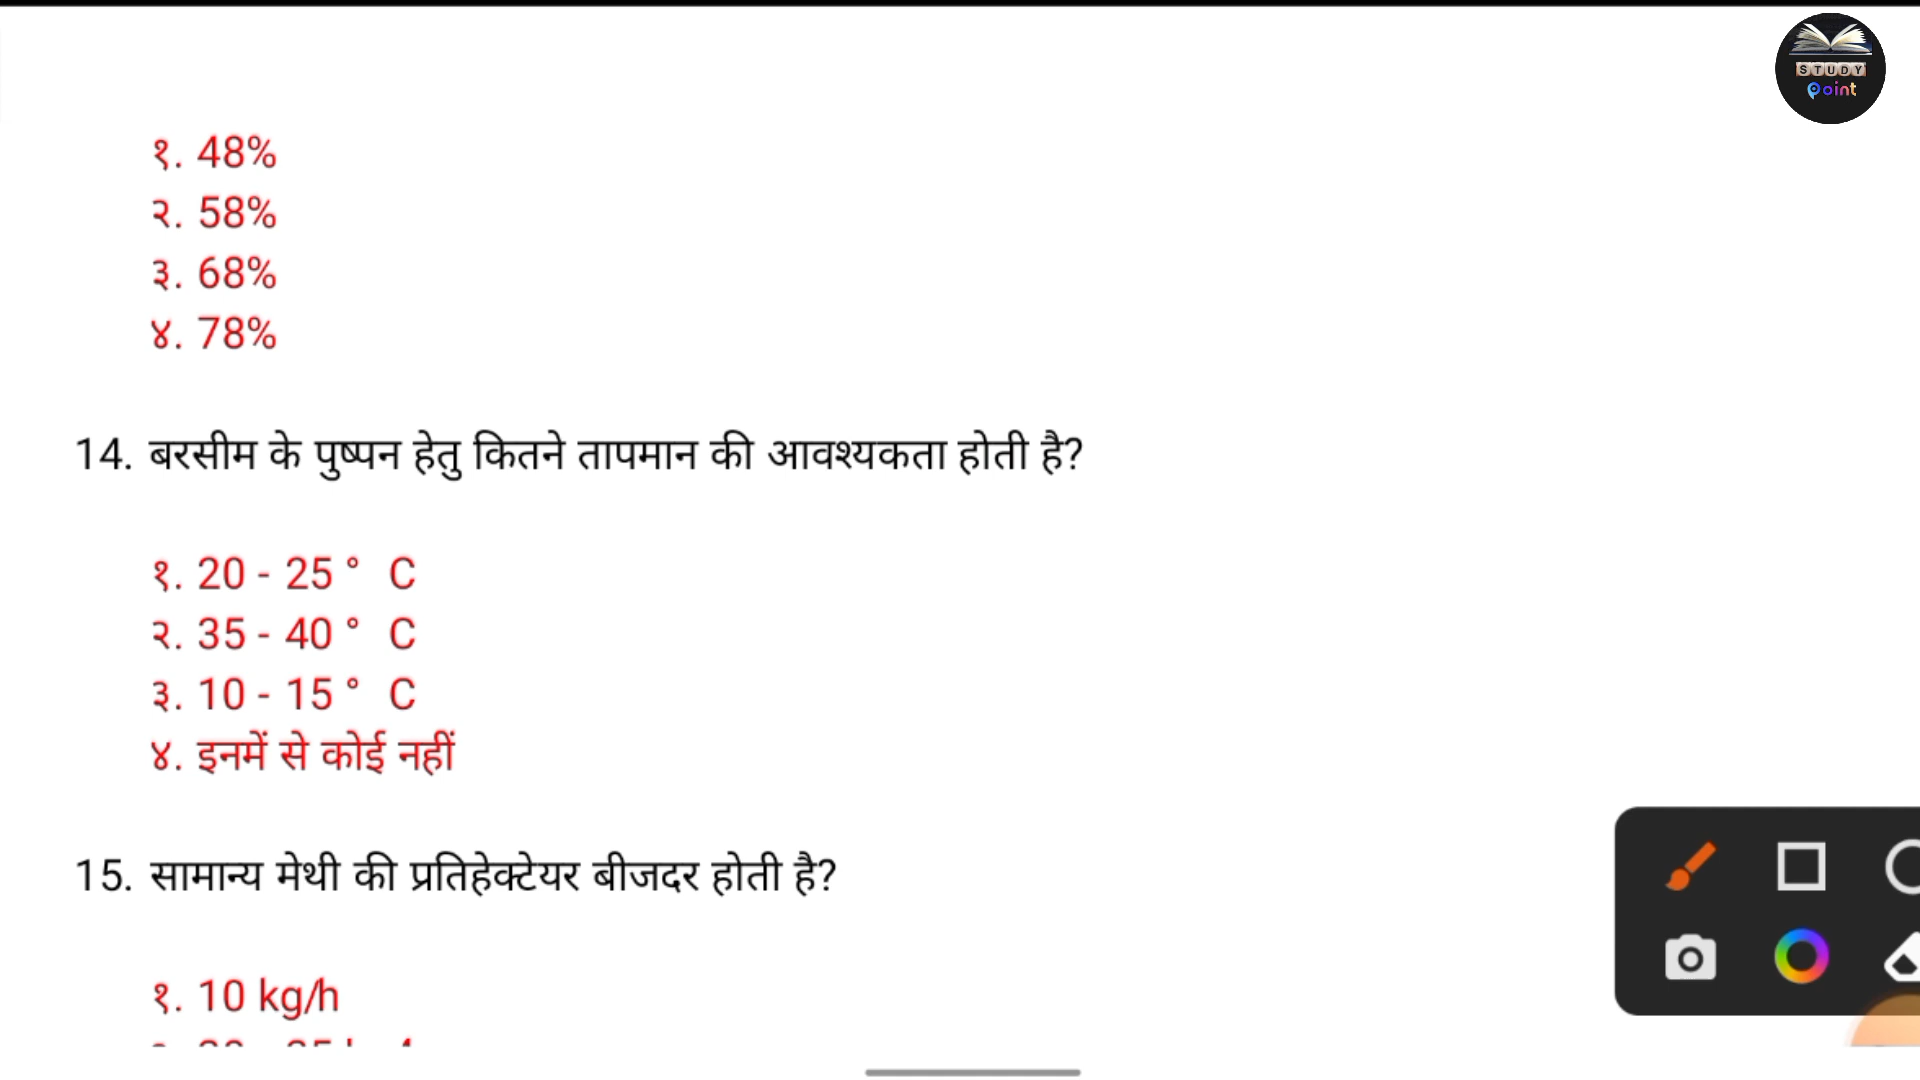 STUDY
Point
१. 48%
२. 58%
३. 68%
४. 78%
14. बरसीम के पुष्पन हेतु कितने तापमान की आवश्यकता होती है?
१. 20 - 25 ° C
२. 35 - 40 ° C
३. 10 - 15 ° C
४. इनमें से कोई नहीं
15. सामान्य मेथी की प्रतिहेक्टेयर बीजदर होती है?
१. 10 kg/h